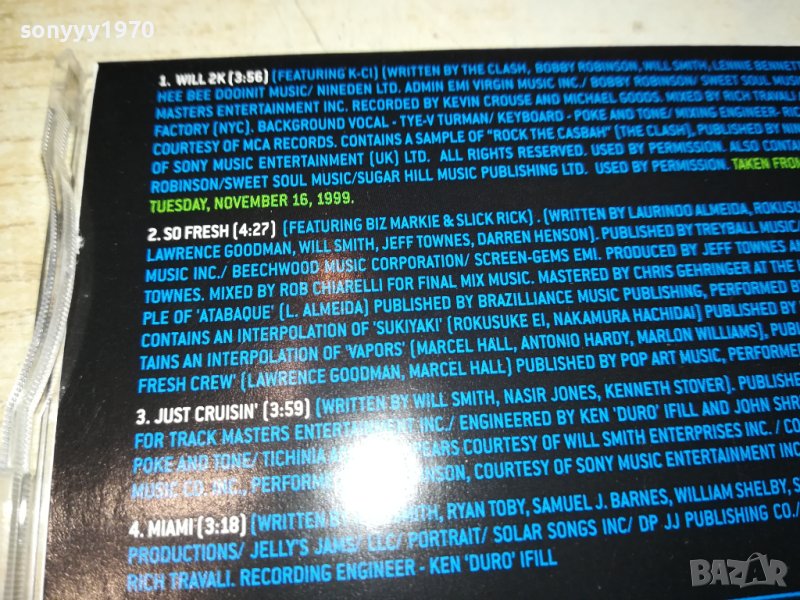 sonyyy1970
1. WILL 2K (3:56) (FEATURING K-CI) (WRITTEN BY THE CLASH, BOBBY ROBINSON, WILL SMITH, LENNIE BENNETT
HEE BEE DOOINIT MUSIC/ NINEDEN LTD. ADMIN EMI VIRGIN MUSIC INC./ BOBBY ROBINSON. SWEET SOUL MUSI
MASTERS ENTERTAINMENT INC. RECORDED BY KEVIN CROUSE AND MICHAEL GOODS. MIXED BY RICH TRAVALI
FACTORY (NYC). BACKGROUND VOCAL - TYE-V TURMAN/ KEYBOARD - POKE AND TONE/ MIXING ENGINEER- RIC
COURTESY OF MCA RECORDS. CONTAINS A SAMPLE OF "ROCK THE CASBAH" (THE CLASH), PUBLISHED BY NI
OF SONY MUSIC ENTERTAINMENT (UK) LTD. ALL RIGHTS RESERVED. USED BY PERMISSION. ALSO CONTA
ROBINSON/SWEET SOUL MUSIC/SUGAR HILL MUSIC PUBLISHING LTD. USED BY PERMISSION. TAKEN FROM
TUESDAY, NOVEMBER 16, 1999.
2. SO FRESH (4:27) (FEATURING BIZ MARKIE & SLICK RICK) . (WRITTEN BY LAURINDO ALMEIDA, ROKUSU
LAWRENCE GOODMAN, WILL SMITH, JEFF TOWNES, DARREN HENSON). PUBLISHED BY TREYBALL MUSIC/
MUSIC INC./ BEECHWOOD MUSIC CORPORATION/ SCREEN-GEMS EMI. PRODUCED BY JEFF TOWNES AN
TOWNES. MIXED BY ROB CHIARELLI FOR FINAL MIX MUSIC. MASTERED BY CHRIS GEHRINGER AT THE
PLE OF 'ATABAQUE' (L. ALMEIDA) PUBLISHED BY BRAZILLIANCE MUSIC PUBLISHING, PERFORMED BY
CONTAINS AN INTERPOLATION OF 'SUKIYAKI' (ROKUSUKE EI, NAKAMURA HACHIDAI) PUBLISHED BY
TAINS AN INTERPOLATION OF 'VAPORS' (MARCEL HALL, ANTONIO HARDY, MARLON WILLIAMS), PUB
FRESH CREW' (LAWRENCE GOODMAN, MARCEL HALL) PUBLISHED BY POP ART MUSIC, PERFORME
3. JUST CRUISIN' (3:59) (WRITTEN BY WILL SMITH, NASIR JONES, KENNETH STOVER). PUBLISHE
FOR TRACK MASTERS ENTERTAINMENT INC./ ENGINEERED BY KEN 'DURO' IFILL AND JOHN SHR
POKE AND TONE/ TICHINIA A EARS COURTESY OF WILL SMITH ENTERPRISES INC. / CO
MUSIC CO. INC., PERFORME NSON, COURTESY OF SONY MUSIC ENTERTAINMENT INC
4. MIAMI (3:18) (WRITTEN B ITH, RYAN TOBY, SAMUEL J. BARNES, WILLIAM SHELBY, S
PRODUCTIONS/ JELLY'S JAMS/ LLC/ PORTRAIT/ SOLAR SONGS INC/ DP JJ PUBLISHING CO./
RICH TRAVALI. RECORDING ENGINEER - KEN 'DURO' IFILL
BAZAR